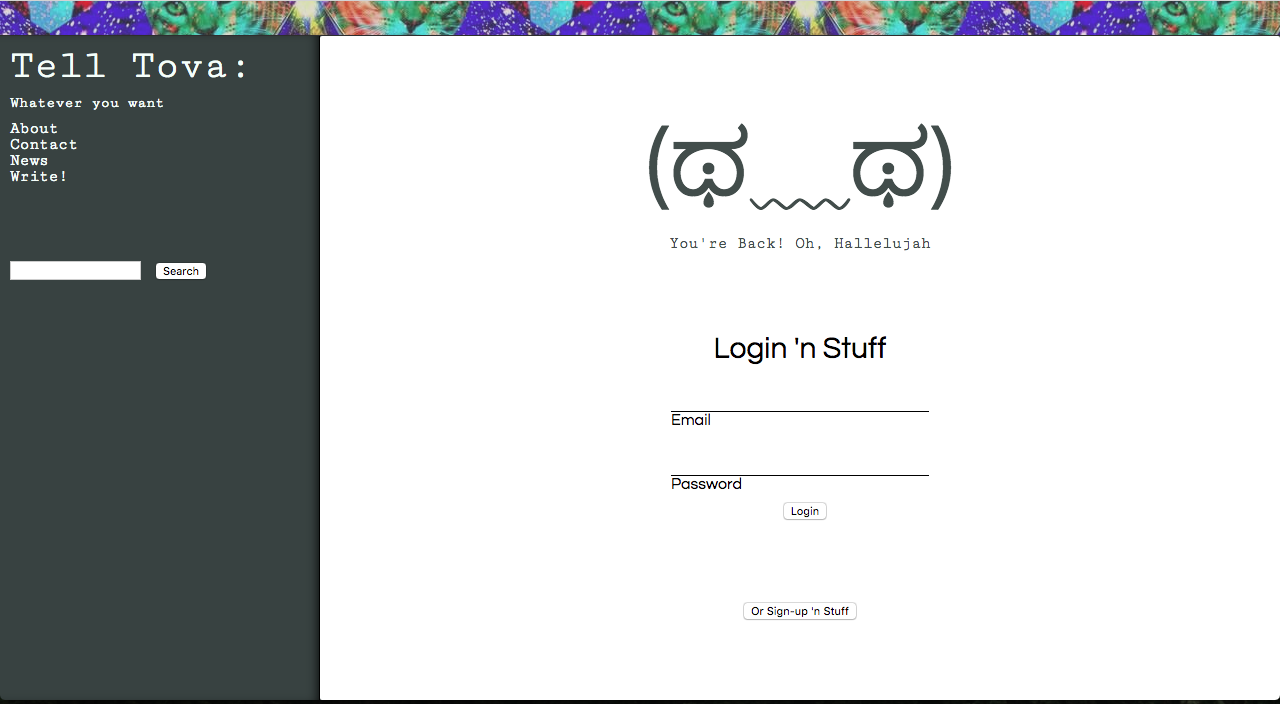 Tell Tova:
Whatever you want
About
Contact
News
Write!
Search
(ಥ﹏ಥ)
You're Back! Oh, Hallelujah
Login 'n Stuff
Email
Password
Login
Or Sign-up 'n Stuff